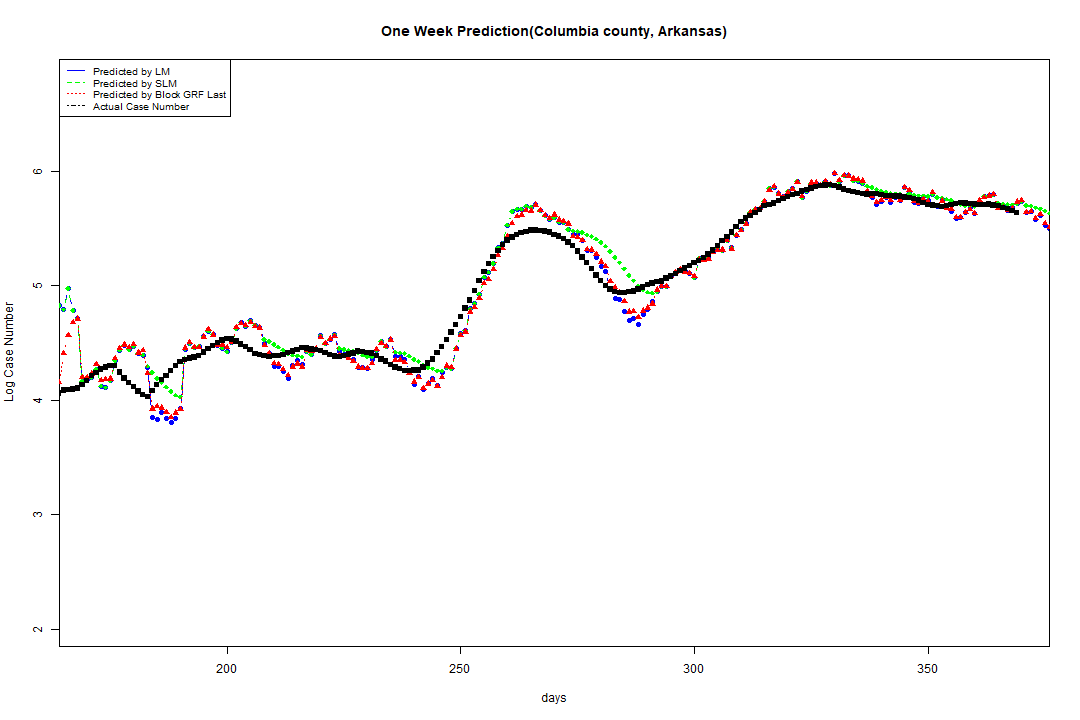 One Week Prediction(Columbia county, Arkansas)
Predicted by LM
Predicted by SLM
Predicted by Block GRF Last
Actual Case Number
6
5
4
3
2
Log Case Number
200 250 300 350
days